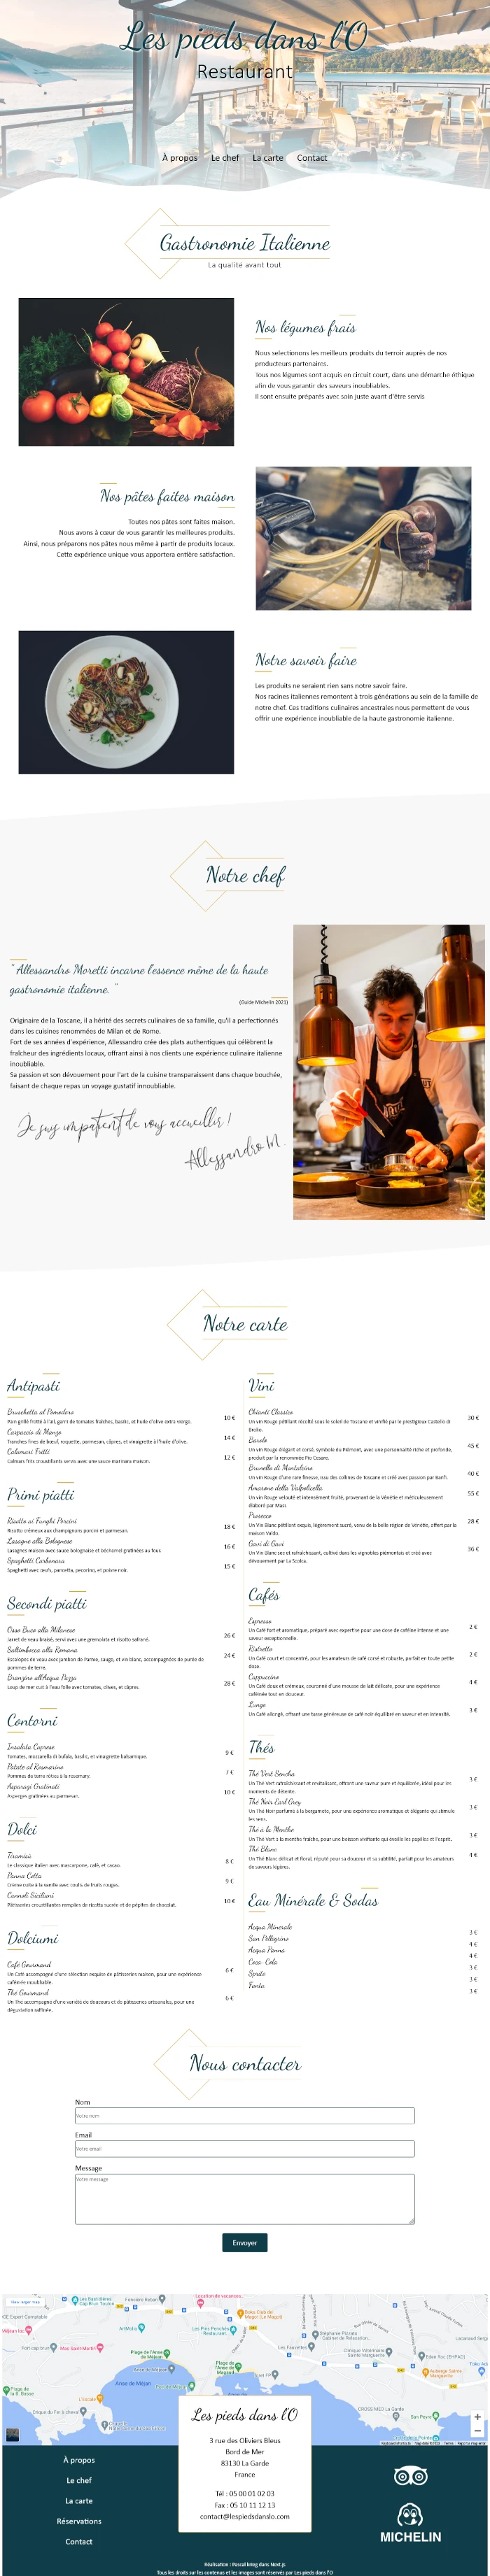 Les pieds dans l'O
Restaurant
À propos Le chef La carte Contact
Gastronomie Italienne
La qualité avant tout
Nos légumes frais
Nous selectionons les meilleurs produits du terroir auprès de nos
producteurs partenaires.
Tous nos légumes sont acquis en circuit court, dans une démarche éthique
afin de vous garantir des saveurs inoubliables.
Il sont ensuite préparés avec soin juste avant d'être servis
Nos pâtes faites maison
Toutes nos pâtes sont faites maison.
Nous avons à cœur de vous garantir les meilleures produits.
Ainsi, nous préparons nos pâtes nous même à partir de produits locaux.
Cette expérience unique vous apportera entière satisfaction.
Notre savoir faire
Les produits ne seraient rien sans notre savoir faire.
Nos racines italiennes remontent à trois générations au sein de la famille de
notre chef. Ces traditions culinaires ancestrales nous permettent de vous
offrir une expérience inoubliable de la haute gastronomie italienne.
Notre chef
" Allessandro Moretti incarne l'essence même de la haute
gastronomie italienne. "
(Guide Michelin 2021)
Originaire de la Toscane, il a hérité des secrets culinaires de sa famille, qu'il a perfectionnés
dans les cuisines renommées de Milan et de Rome.
Fort de ses années d'expérience, Allessandro crée des plats authentiques qui célèbrent la
fraîcheur des ingrédients locaux, offrant ainsi à nos clients une expérience culinaire italienne
inoubliable.
Sa passion et son dévouement pour l'art de la cuisine transparaissent dans chaque bouchée,
faisant de chaque repas un voyage gustatif innoubliable.
Je suis impatient de vous accueillir !
Allessandro M.
Notre carte
Antipasti
Bruschetta al Pomodoro
10 €
Pain grillé frotté à l'ail, garni de tomates fraîches, basilic, et huile d'olive extra vierge.
Carpaccio di Manzo
14 €
Tranches fines de bœuf, roquette, parmesan, câpres, et vinaigrette à l'huile d'olive.
Calamari Fritti
12 €
Calmars frits croustillants servis avec une sauce marinara maison.
Primi piatti
Risotto ai Funghi Porcini
18 €
Risotto crémeux aux champignons porcini et parmesan.
Lasagne alla Bolognese
16 €
Lasagnes maison avec sauce bolognaise et béchamel gratinées au four.
Spaghetti Carbonara
15 €
Spaghetti avec œufs, pancetta, pecorino, et poivre noir.
Secondi piatti
Osso Buco alla Milanese
26 €
Jarret de veau braisé, servi avec une gremolata et risotto safrané.
Saltimbocca alla Romana
24 €
Escalopes de veau avec jambon de Parme, sauge, et vin blanc, accompagnées de purée de
pommes de terre.
Branzino all'Acqua Pazza
28 €
Loup de mer cuit à l'eau folle avec tomates, olives, et câpres.
Contorni
Insalata Caprese
9 €
Tomates, mozzarella di bufala, basilic, et vinaigrette balsamique.
Patate al Rosmarino
7 €
Pommes de terre rôties à la rosemary.
Asparagi Gratinati
10 €
Asperges gratinées au parmesan.
Dolci
Tiramisù
8 €
Le classique italien avec mascarpone, café, et cacao.
Panna Cotta
9 €
Crème cuite à la vanille avec coulis de fruits rouges.
Cannoli Siciliani
10 €
Pâtisseries croustillantes remplies de ricotta sucrée et de pépites de chocolat.
Dolciumi
Café Gourmand
6 €
Un Café accompagné d'une sélection exquise de pâtisseries maison, pour une expérience
caféinée inoubliable.
Thé Gourmand
6 €
Un Thé accompagné d'une variété de douceurs et de pâtisseries artisanales, pour une
dégustation raffinée.
Vini
Chianti Classico
30 €
Un vin Rouge pétillant récolté sous le soleil de Toscane et vinifié par le prestigieux Castello di
Brolio.
Barolo
45 €
Un vin Rouge élégant et corsé, symbole du Piémont, avec une personnalité riche et profonde,
produit par la renommée Pio Cesare.
Brunello di Montalcino
40 €
Un vin Rouge d'une rare finesse, issu des collines de Toscane et créé avec passion par Banfi.
Amarone della Valpolicella
55 €
Un vin Rouge velouté et intensément fruité, provenant de la Vénétie et méticuleusement
élaboré par Masi.
Prosecco
28 €
Un Vin Blanc pétillant exquis, légèrement sucré, venu de la belle région de Vénétie, offert par la
maison Valdo.
Gavi di Gavi
36 €
Un Vin Blanc sec et rafraîchissant, cultivé dans les vignobles piémontais et créé avec
dévouement par La Scolca.
Cafés
Espresso
2 €
Un Café fort et aromatique, préparé avec expertise pour une dose de caféine intense et une
saveur exceptionnelle.
Ristretto
2 €
Un Café court et concentré, pour les amateurs de café corsé et robuste, parfait en toute petite
dose.
Cappuccino
4 €
Un Café doux et crémeux, couronné d'une mousse de lait délicate, pour une expérience
caféinée tout en douceur.
Lungo
3 €
Un Café allongé, offrant une tasse généreuse de café noir équilibré en saveur et en intensité.
Thés
Thé Vert Sencha
3 €
Un Thé Vert rafraîchissant et revitalisant, offrant une saveur pure et équilibrée, idéal pour les
moments de détente.
Thé Noir Earl Grey
3 €
Un Thé Noir parfumé à la bergamote, pour une expérience aromatique et élégante qui stimule
les sens.
Thé à la Menthe
3 €
Un Thé Vert à la menthe fraîche, pour une boisson vivifiante qui éveille les papilles et l'esprit.
Thé Blanc
4 €
Un Thé Blanc délicat et floral, réputé pour sa douceur et sa subtilité, parfait pour les amateurs
de saveurs légères.
Eau Minérale & Sodas
Acqua Minerale
3 €
San Pellegrino
4 €
Acqua Panna
4 €
Coca-Cola
3 €
Sprite
3 €
Fanta
3 €
Nous contacter
Nom
Votre nom
Email
Votre email
Message
Votre message
Envoyer
View larger map
Anse de Méjan
Plage de l'Anse de Méjean
L'Escale
CROSS MED La Garde
San Peyre
Auberge Sainte Marguerite
Clinique Vétérinaire Sainte Marguerite
Les Pins Penchés Restaurant
Les pieds dans l'O
3 rue des Oliviers Bleus
Bord de Mer
83130 La Garde
France
Tél : 05 00 01 02 03
Fax : 05 10 11 12 13
contact@lespiedsdanslo.com
À propos
Le chef
La carte
Réservations
Contact
MICHELIN
Réalisation : Pascal Iking dans Next.js
Tous les droits sur les contenus et les images sont réservés par Les pieds dans l'O